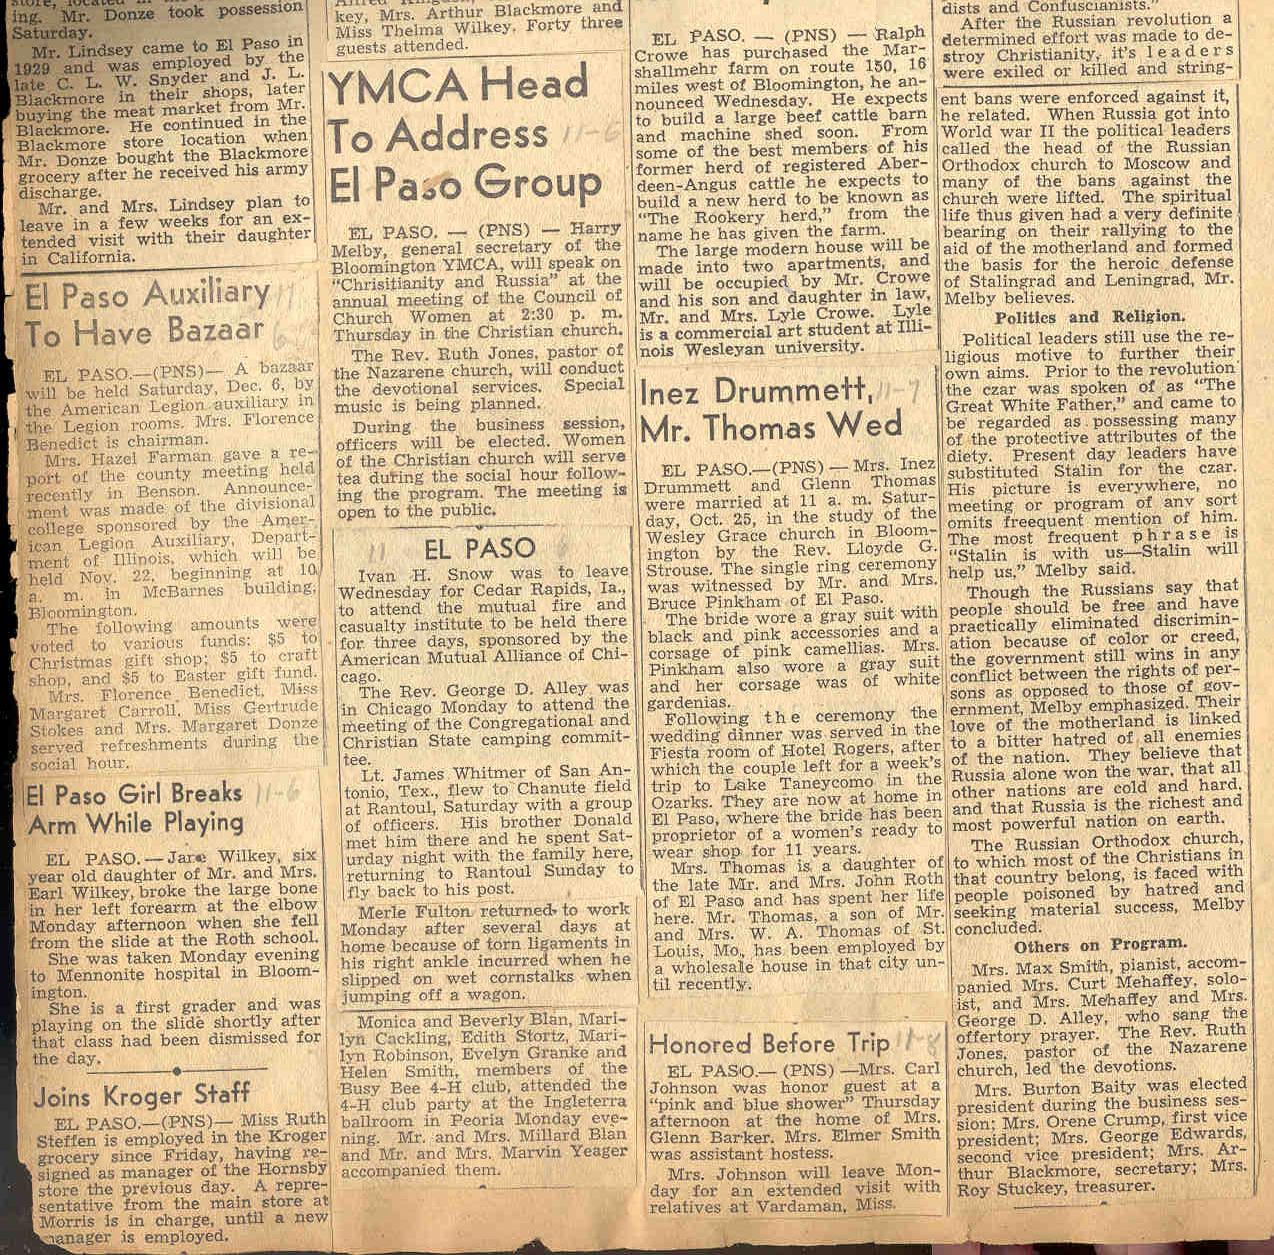 store, located in
ing. Mr. Donze took possession
Saturday.
Mr. Lindsey came to El Paso in
1929 and was employed by the
late C. L. W. Snyder and J. L.
Blackmore in their shops, later
buying the meat market from Mr.
Blackmore. He continued in the
Blackmore store location when
Mr. Donze bought the Blackmore
grocery after he received his army
discharge.
Mr. and Mrs. Lindsey plan to
leave in a few weeks for an ex-
tended visit with their daughter
in California.
El Paso Auxiliary
To Have Bazaar
11
6
EL PASO.—(PNS)— A bazaar
will be held Saturday, Dec. 6, by
the American Legion auxiliary in
the Legion rooms. Mrs. Florence
Benedict is chairman.
Mrs. Hazel Farman gave a re-
port of the county meeting held
recently in Benson. Announce-
ment was made of the divisional
college sponsored by the Amer-
ican Legion Auxiliary, Depart-
ment of Illinois, which will be
held Nov. 22, beginning at 10
a. m. in McBarnes building,
Bloomington.
The following amounts were
voted to various funds: $5 to
Christmas gift shop; $5 to craft
shop, and $5 to Easter gift fund.
Mrs. Florence Benedict, Miss
Margaret Carroll, Miss Gertrude
Stokes and Mrs. Margaret Donze
served refreshments during the
social hour.
El Paso Girl Breaks 11-6
Arm While Playing
EL PASO.—Jare Wilkey, six
year old daughter of Mr. and Mrs.
Earl Wilkey, broke the large bone
in her left forearm at the elbow
Monday afternoon when she fell
from the slide at the Roth school.
She was taken Monday evening
to Mennonite hospital in Bloom-
ington.
She is a first grader and was
playing on the slide shortly after
that class had been dismissed for
the day.
Joins Kroger Staff
EL PASO.—(PNS)— Miss Ruth
Steffen is employed in the Kroger
grocery since Friday, having re-
signed as manager of the Hornsby
store the previous day. A repre-
sentative from the main store at
Morris is in charge, until a new
manager is employed.
key, Mrs. Arthur Blackmore and
Miss Thelma Wilkey. Forty three
guests attended.
YMCA Head
To Address 11-6
El Paso Group
EL PASO. — (PNS) — Harry
Melby, general secretary of the
Bloomington YMCA, will speak on
"Chrisitianity and Russia" at the
annual meeting of the Council of
Church Women at 2:30 p. m.
Thursday in the Christian church.
The Rev. Ruth Jones, pastor of
the Nazarene church, will conduct
the devotional services. Special
music is being planned.
During the business session,
officers will be elected. Women
of the Christian church will serve
tea during the social hour follow-
ing the program. The meeting is
open to the public.
11 EL PASO 6
Ivan H. Snow was to leave
Wednesday for Cedar Rapids, Ia.,
to attend the mutual fire and
casualty institute to be held there
for three days, sponsored by the
American Mutual Alliance of Chi-
cago.
The Rev. George D. Alley was
in Chicago Monday to attend the
meeting of the Congregational and
Christian State camping commit-
tee.
Lt. James Whitmer of San An-
tonio, Tex., flew to Chanute field
at Rantoul, Saturday with a group
of officers. His brother Donald
met him there and he spent Sat-
urday night with the family here,
returning to Rantoul Sunday to
fly back to his post.
Merle Fulton returned to work
Monday after several days at
home because of torn ligaments in
his right ankle incurred when he
slipped on wet cornstalks when
jumping off a wagon.
Monica and Beverly Blan, Mari-
lyn Cackling, Edith Stortz, Mari-
lyn Robinson, Evelyn Granke and
Helen Smith, members of the
Busy Bee 4-H club, attended the
4-H club party at the Ingleterra
ballroom in Peoria Monday eve-
ning. Mr. and Mrs. Millard Blan
and Mr. and Mrs. Marvin Yeager
accompanied them.
EL PASO. — (PNS) — Ralph
Crowe has purchased the Mar-
shallmehr farm on route 150, 16
miles west of Bloomington, he an-
nounced Wednesday. He expects
to build a large beef cattle barn
and machine shed soon. From
some of the best members of his
former herd of registered Aber-
deen-Angus cattle he expects to
build a new herd to be known as
"The Rookery herd," from the
name he has given the farm.
The large modern house will be
made into two apartments, and
will be occupied by Mr. Crowe
and his son and daughter in law,
Mr. and Mrs. Lyle Crowe. Lyle
is a commercial art student at Illi-
nois Wesleyan university.
Inez Drummett, 11-7
Mr. Thomas Wed
EL PASO.—(PNS) — Mrs. Inez
Drummett and Glenn Thomas
were married at 11 a. m. Satur-
day, Oct. 25, in the study of the
Wesley Grace church in Bloom-
ington by the Rev. Lloyde G.
Strouse. The single ring ceremony
was witnessed by Mr. and Mrs.
Bruce Pinkham of El Paso.
The bride wore a gray suit with
black and pink accessories and a
corsage of pink camellias. Mrs.
Pinkham also wore a gray suit
and her corsage was of white
gardenias.
Following the ceremony the
wedding dinner was served in the
Fiesta room of Hotel Rogers, after
which the couple left for a week's
trip to Lake Taneycomo in the
Ozarks. They are now at home in
El Paso, where the bride has been
proprietor of a women's ready to
wear shop for 11 years.
Mrs. Thomas is a daughter of
the late Mr. and Mrs. John Roth
of El Paso and has spent her life
here. Mr. Thomas, a son of Mr.
and Mrs. W. A. Thomas of St.
Louis, Mo., has been employed by
a wholesale house in that city un-
til recently.
Honored Before Trip 11-8
EL PASO.— (PNS) —Mrs. Carl
Johnson was honor guest at a
"pink and blue shower" Thursday
afternoon at the home of Mrs.
Glenn Barker. Mrs. Elmer Smith
was assistant hostess.
Mrs. Johnson will leave Mon-
day for an extended visit with
relatives at Vardaman, Miss.
dists and Confuscianists."
After the Russian revolution a
determined effort was made to de-
stroy Christianity, it's leaders
were exiled or killed and string-
ent bans were enforced against it,
he related. When Russia got into
World war II the political leaders
called the head of the Russian
Orthodox church to Moscow and
many of the bans against the
church were lifted. The spiritual
life thus given had a very definite
bearing on their rallying to the
aid of the motherland and formed
the basis for the heroic defense
of Stalingrad and Leningrad, Mr.
Melby believes.
Politics and Religion.
Political leaders still use the re-
ligious motive to further their
own aims. Prior to the revolution
the czar was spoken of as "The
Great White Father," and came to
be regarded as possessing many
of the protective attributes of the
diety. Present day leaders have
substituted Stalin for the czar.
His picture is everywhere, no
meeting or program of any sort
omits freequent mention of him.
The most frequent phrase is
"Stalin is with us—Stalin will
help us," Melby said.
Though the Russians say that
people should be free and have
practically eliminated discrimin-
ation because of color or creed,
the government still wins in any
conflict between the rights of per-
sons as opposed to those of gov-
ernment, Melby emphasized. Their
love of the motherland is linked
to a bitter hatred of all enemies
of the nation. They believe that
Russia alone won the war, that all
other nations are cold and hard,
and that Russia is the richest and
most powerful nation on earth.
The Russian Orthodox church,
to which most of the Christians in
that country belong, is faced with
people poisoned by hatred and
seeking material success, Melby
concluded.
Others on Program.
Mrs. Max Smith, pianist, accom-
panied Mrs. Curt Mehaffey, solo-
ist, and Mrs. Mehaffey and Mrs.
George D. Alley, who sang the
offertory prayer. The Rev. Ruth
Jones, pastor of the Nazarene
church, led the devotions.
Mrs. Burton Baity was elected
president during the business ses-
sion; Mrs. Orene Crump, first vice
president; Mrs. George Edwards,
second vice president; Mrs. Ar-
thur Blackmore, secretary; Mrs.
Roy Stuckey, treasurer.